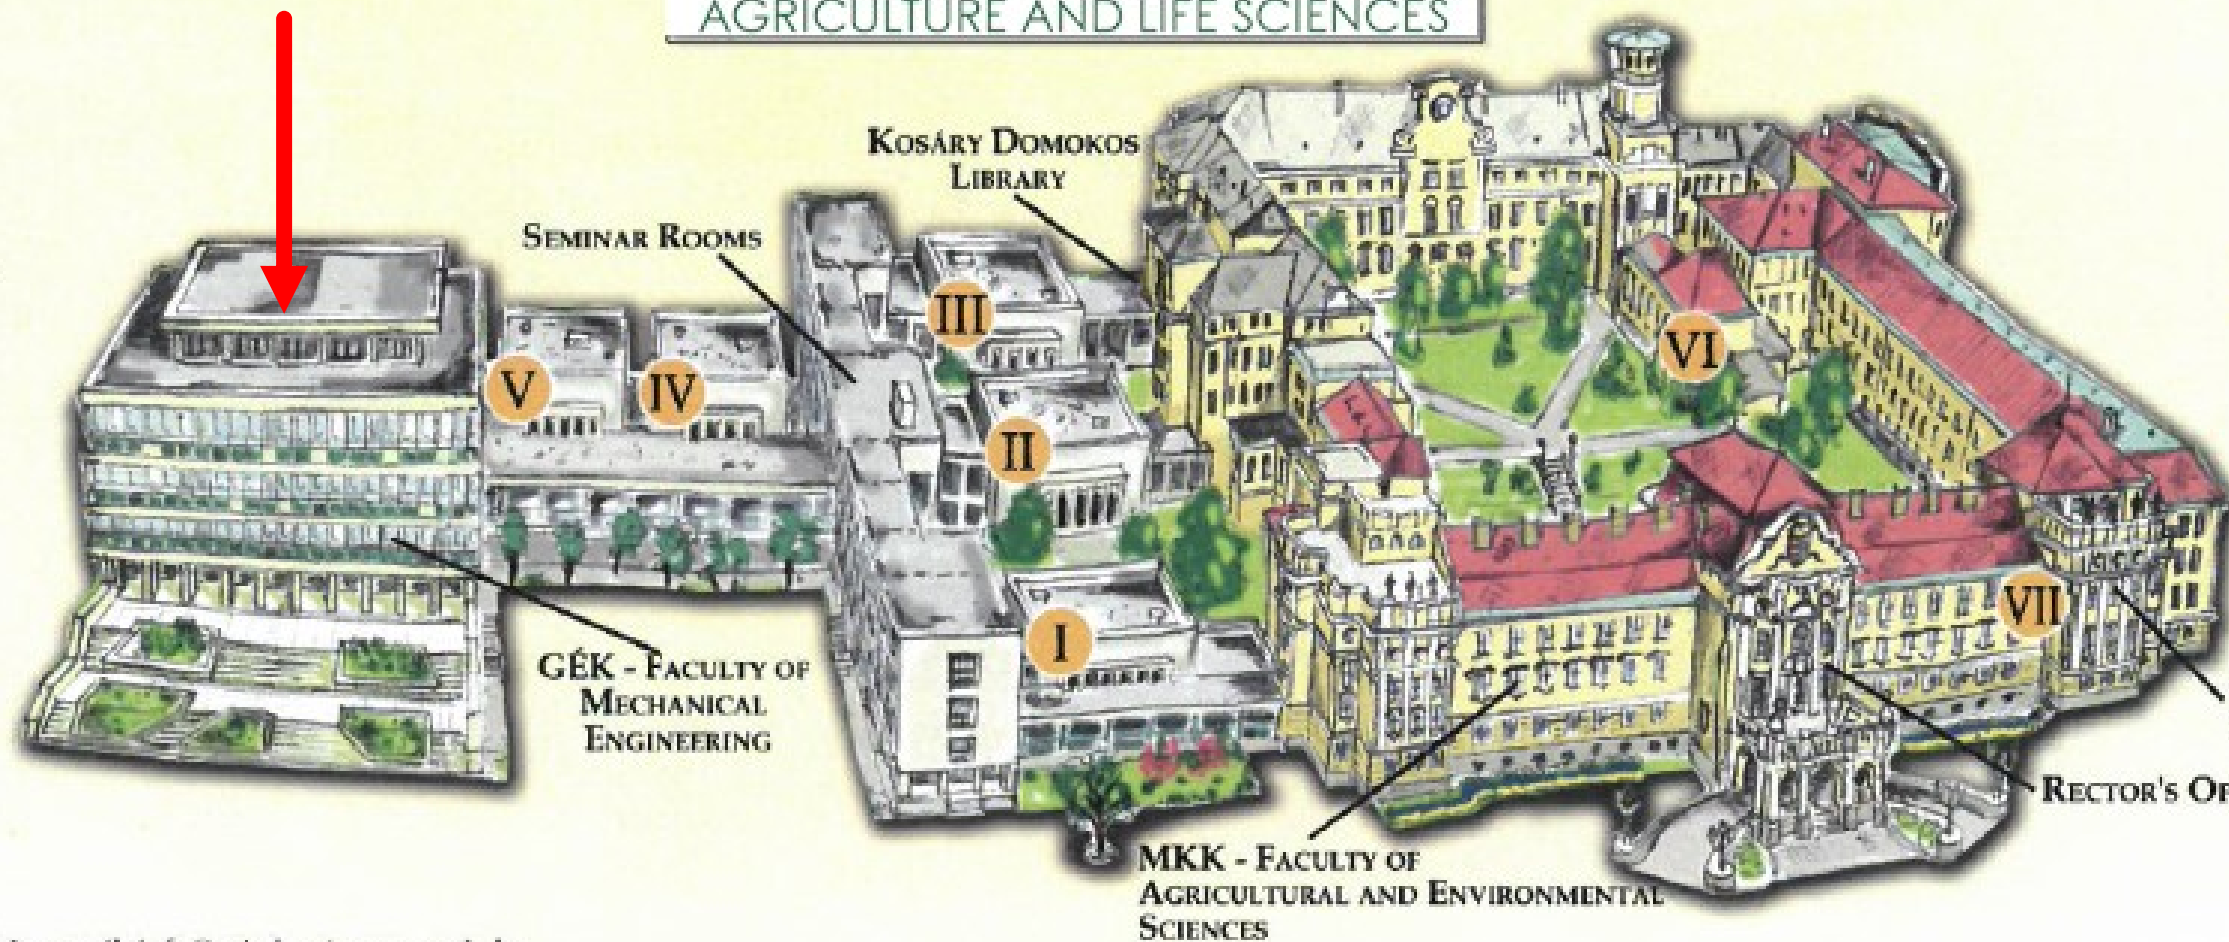 AGRICULTURE AND LIFE SCIENCES
KOSÁRY DOMOKOS
LIBRARY
SEMINAR ROOMS
III
VI
V
IV
II
VII
I
GÉK - FACULTY OF
MECHANICAL
ENGINEERING
RECTOR'S OF
MKK - FACULTY OF
AGRICULTURAL AND ENVIRONMENTAL
SCIENCES